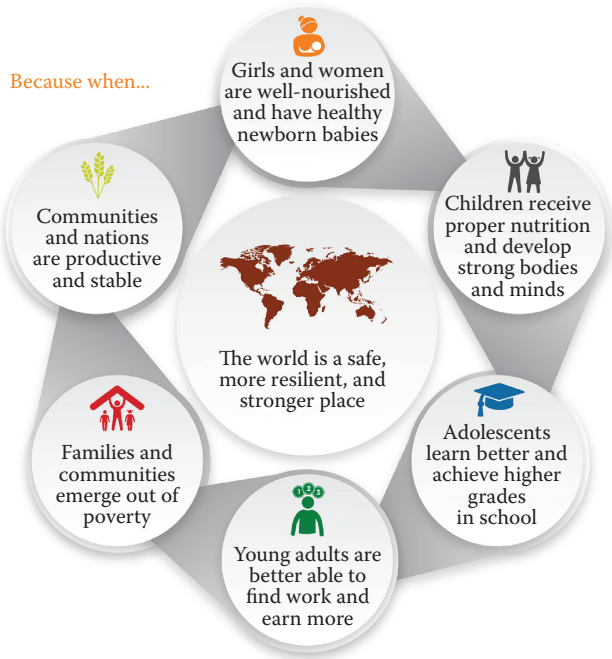 Because when...
Girls and women
are well-nourished
and have healthy
newborn babies
Children receive
proper nutrition
and develop
strong bodies
and minds
Adolescents
learn better and
achieve higher
grades
in school
1 2 3
Young adults are
better able to
find work and
earn more
Families and
communities
emerge out of
poverty
Communities
and nations
are productive
and stable
The world is a safe,
more resilient, and
stronger place